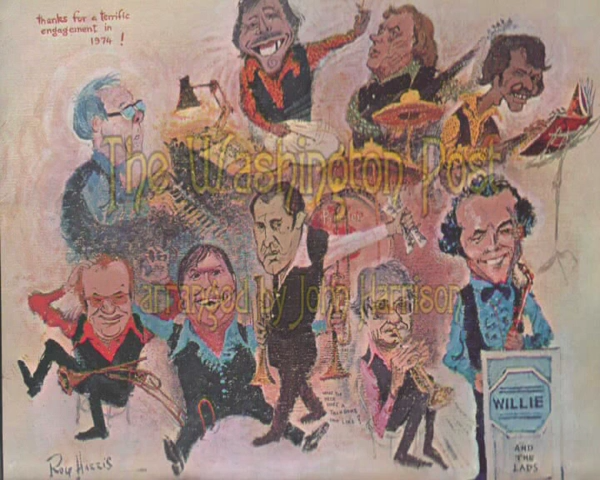 thanks for a terrific
engagement in
1974 !
The Washington Post
arranged by John Harrison
WILLIE
AND
THE
LADS
Roy Harris